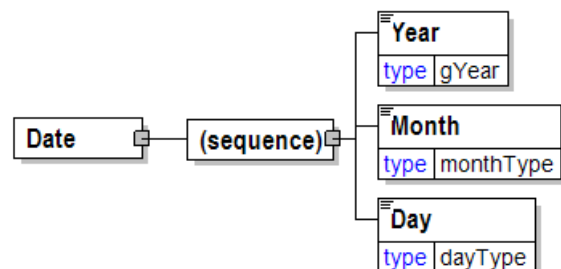 Year
type gYear
Date
(sequence)
Month
type monthType
Day
type dayType